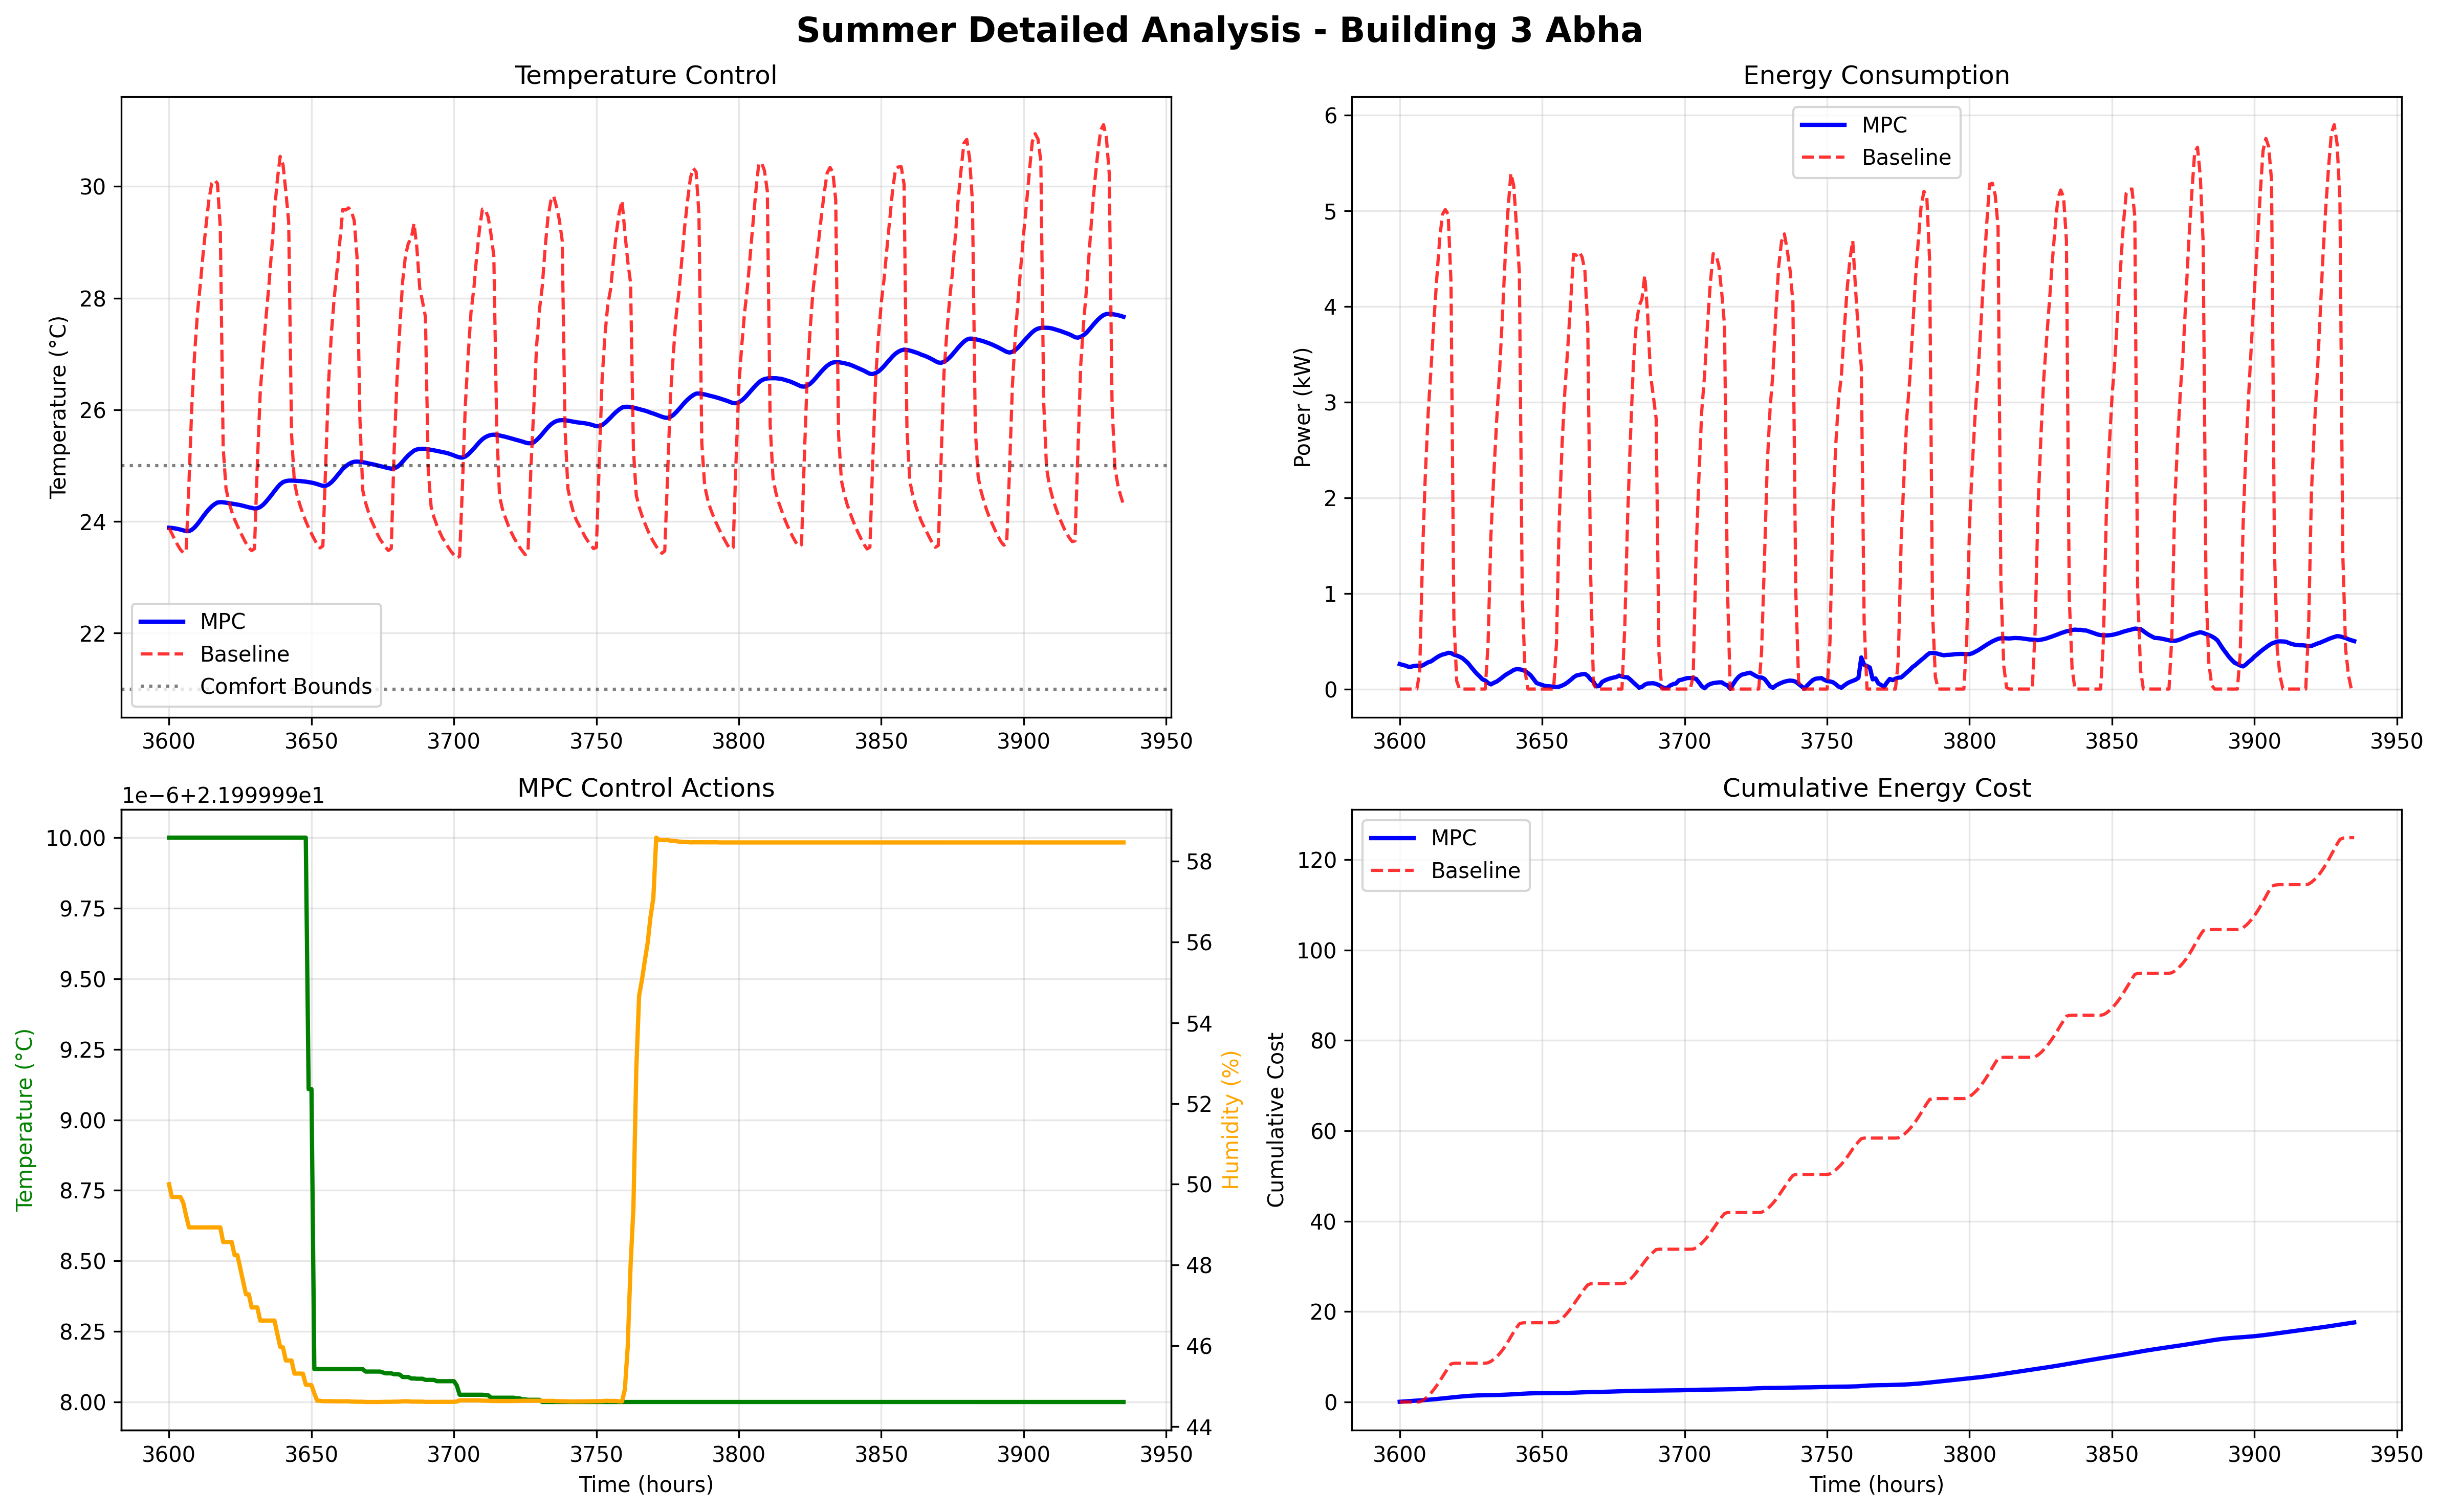 Summer Detailed Analysis - Building 3 Abha
Temperature Control
Temperature (°C)
30
28
26
24
22
MPC
Baseline
Comfort Bounds
3600 3650 3700 3750 3800 3850 3900 3950
Energy Consumption
Power (kW)
6
5
4
3
2
1
0
MPC
Baseline
3600 3650 3700 3750 3800 3850 3900 3950
MPC Control Actions
1e−6+2.199999e1
Temperature (°C)
10.00
9.75
9.50
9.25
9.00
8.75
8.50
8.25
8.00
Humidity (%)
58
56
54
52
50
48
46
44
3600 3650 3700 3750 3800 3850 3900 3950
Time (hours)
Cumulative Energy Cost
Cumulative Cost
120
100
80
60
40
20
0
MPC
Baseline
3600 3650 3700 3750 3800 3850 3900 3950
Time (hours)